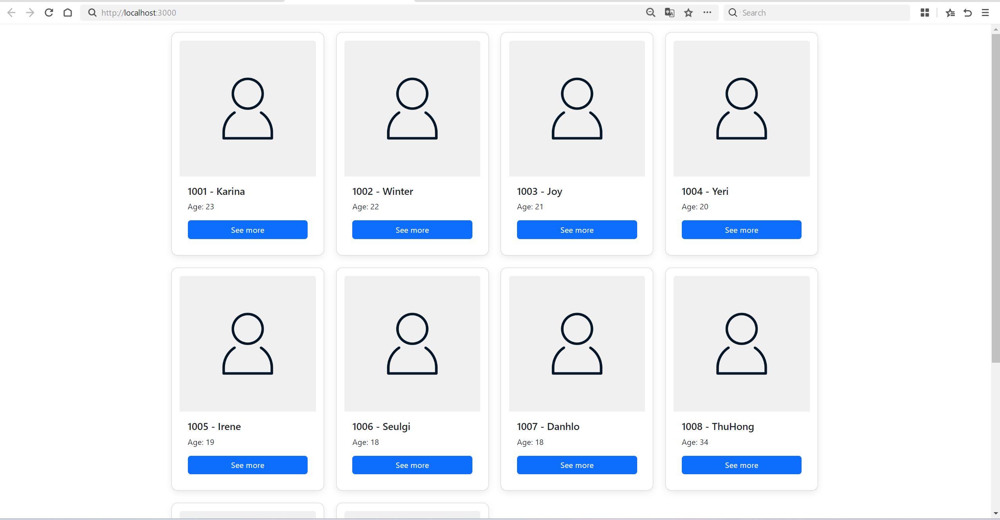 http://localhost:3000
Search
1001 - Karina
Age: 23
See more
1002 - Winter
Age: 22
See more
1003 - Joy
Age: 21
See more
1004 - Yeri
Age: 20
See more
1005 - Irene
Age: 19
See more
1006 - Seulgi
Age: 18
See more
1007 - Danhlo
Age: 18
See more
1008 - ThuHong
Age: 34
See more